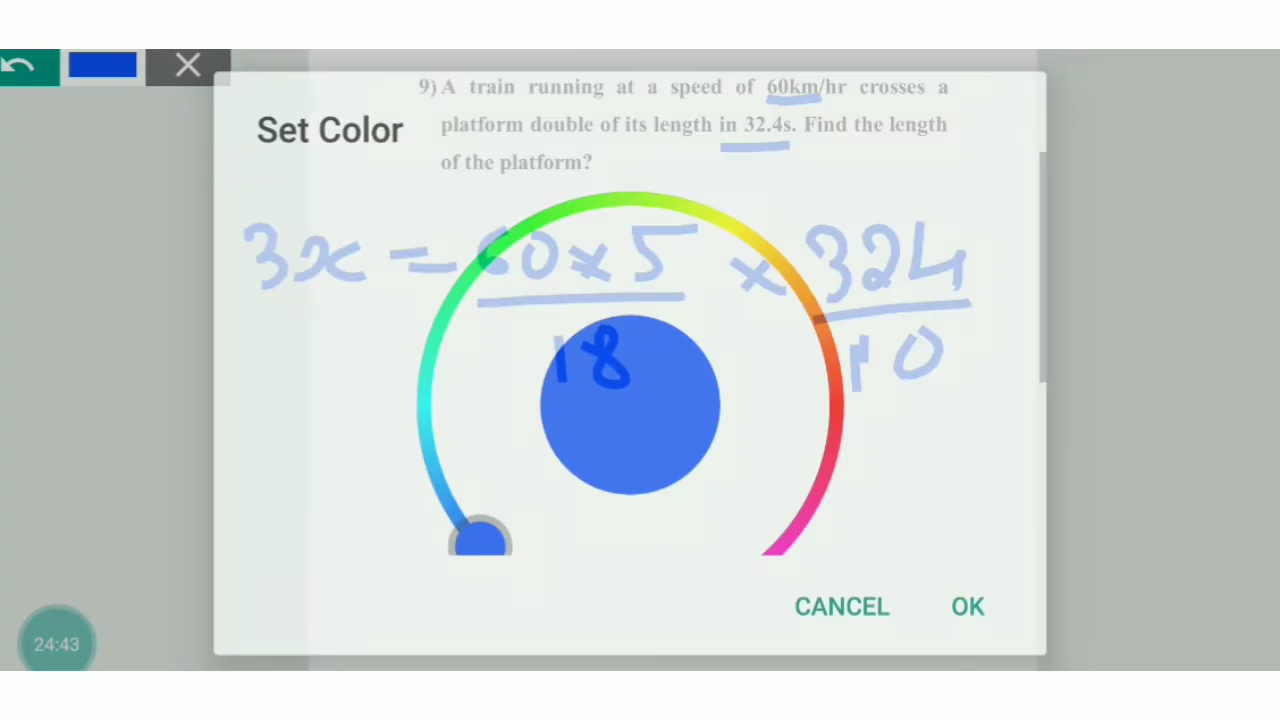 9) A train running at a speed of 60km/hr crosses a
Set Color
platform double of its length in 32.4s. Find the length
of the platform?
3x = 60 × 5 × 324
18 10
CANCEL OK
24:43